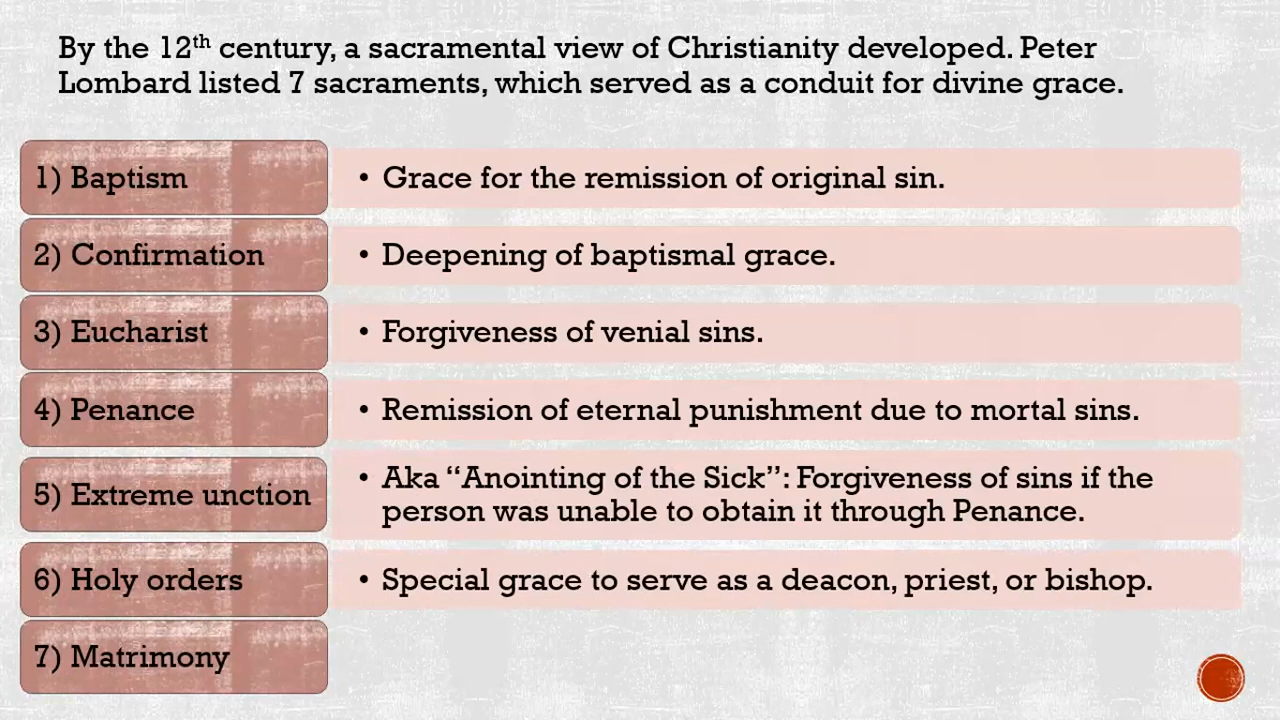 By the 12th century, a sacramental view of Christianity developed. Peter
Lombard listed 7 sacraments, which served as a conduit for divine grace.
1) Baptism
• Grace for the remission of original sin.
2) Confirmation
• Deepening of baptismal grace.
3) Eucharist
• Forgiveness of venial sins.
4) Penance
• Remission of eternal punishment due to mortal sins.
5) Extreme unction
• Aka “Anointing of the Sick”: Forgiveness of sins if the
person was unable to obtain it through Penance.
6) Holy orders
• Special grace to serve as a deacon, priest, or bishop.
7) Matrimony